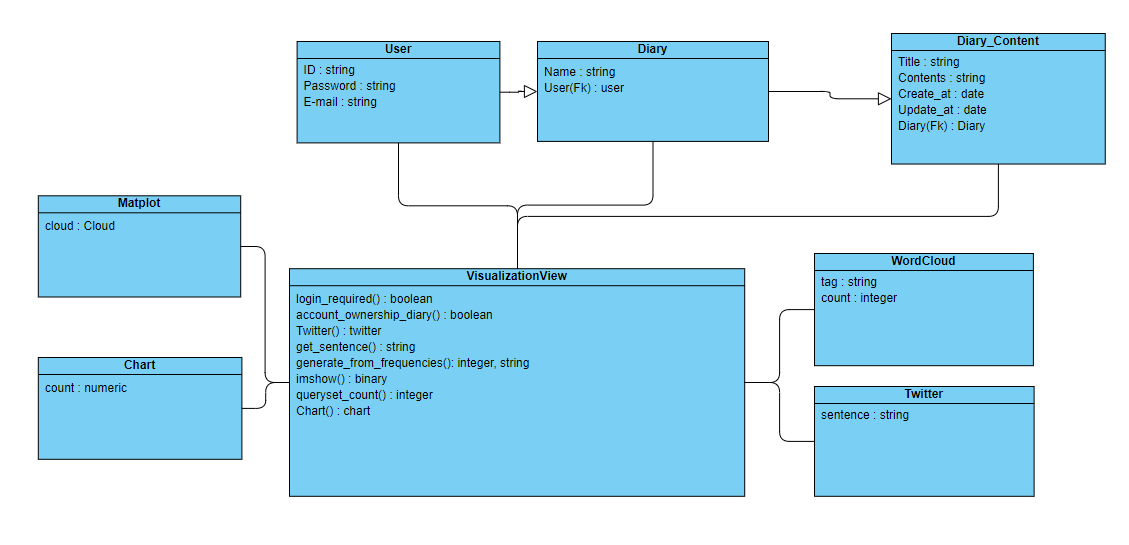 User
ID : string
Password : string
E-mail : string
Diary
Name : string
User(Fk) : user
Diary_Content
Title : string
Contents : string
Create_at : date
Update_at : date
Diary(Fk) : Diary
Matplot
cloud : Cloud
Chart
count : numeric
VisualizationView
login_required() : boolean
account_ownership_diary() : boolean
Twitter() : twitter
get_sentence() : string
generate_from_frequencies(): integer, string
imshow() : binary
queryset_count() : integer
Chart() : chart
WordCloud
tag : string
count : integer
Twitter
sentence : string